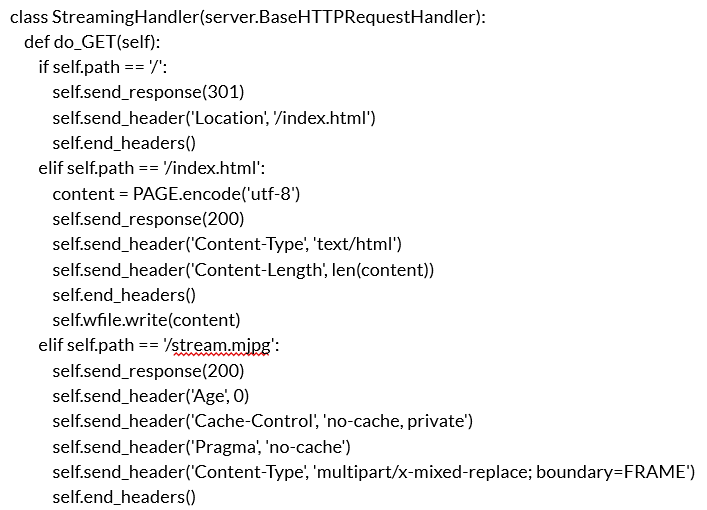 class StreamingHandler(server.BaseHTTPRequestHandler):
def do_GET(self):
if self.path == '/':
self.send_response(301)
self.send_header('Location', '/index.html')
self.end_headers()
elif self.path == '/index.html':
content = PAGE.encode('utf-8')
self.send_response(200)
self.send_header('Content-Type', 'text/html')
self.send_header('Content-Length', len(content))
self.end_headers()
self.wfile.write(content)
elif self.path == '/stream.mjpg':
self.send_response(200)
self.send_header('Age', 0)
self.send_header('Cache-Control', 'no-cache, private')
self.send_header('Pragma', 'no-cache')
self.send_header('Content-Type', 'multipart/x-mixed-replace; boundary=FRAME')
self.end_headers()